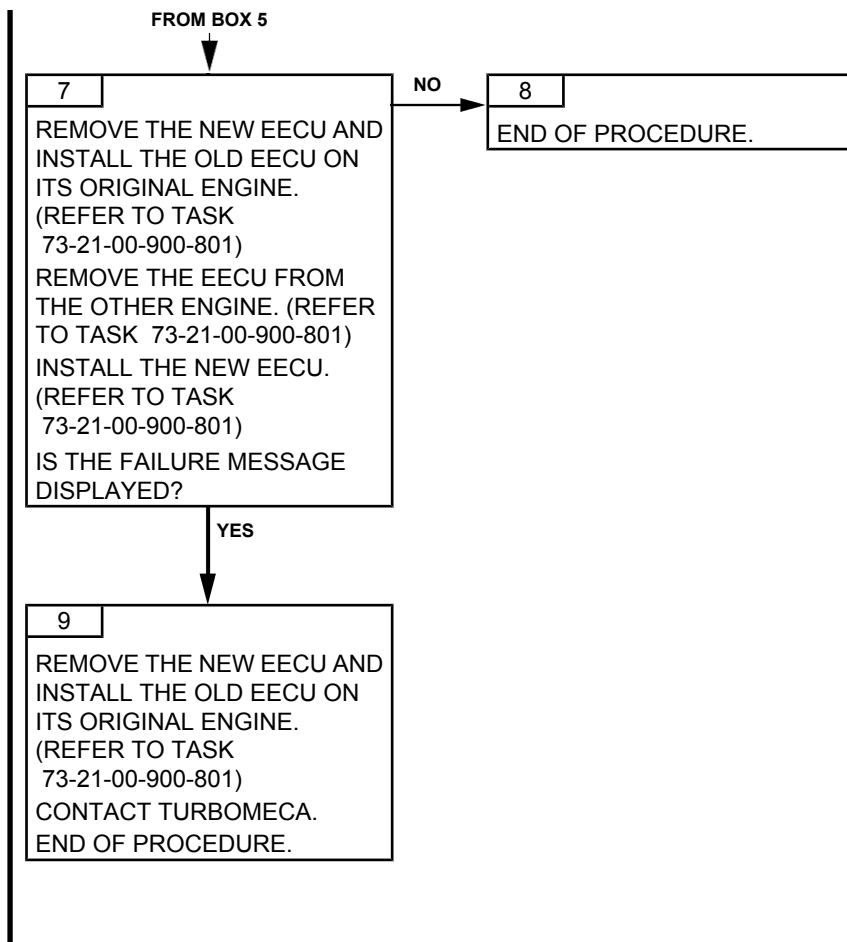 FROM BOX 5
7
REMOVE THE NEW EECU AND
INSTALL THE OLD EECU ON
ITS ORIGINAL ENGINE.
(REFER TO TASK
73-21-00-900-801)
REMOVE THE EECU FROM
THE OTHER ENGINE. (REFER
TO TASK 73-21-00-900-801)
INSTALL THE NEW EECU.
(REFER TO TASK
73-21-00-900-801)
IS THE FAILURE MESSAGE
DISPLAYED?
NO
8
END OF PROCEDURE.
YES
9
REMOVE THE NEW EECU AND
INSTALL THE OLD EECU ON
ITS ORIGINAL ENGINE.
(REFER TO TASK
73-21-00-900-801)
CONTACT TURBOMECA.
END OF PROCEDURE.